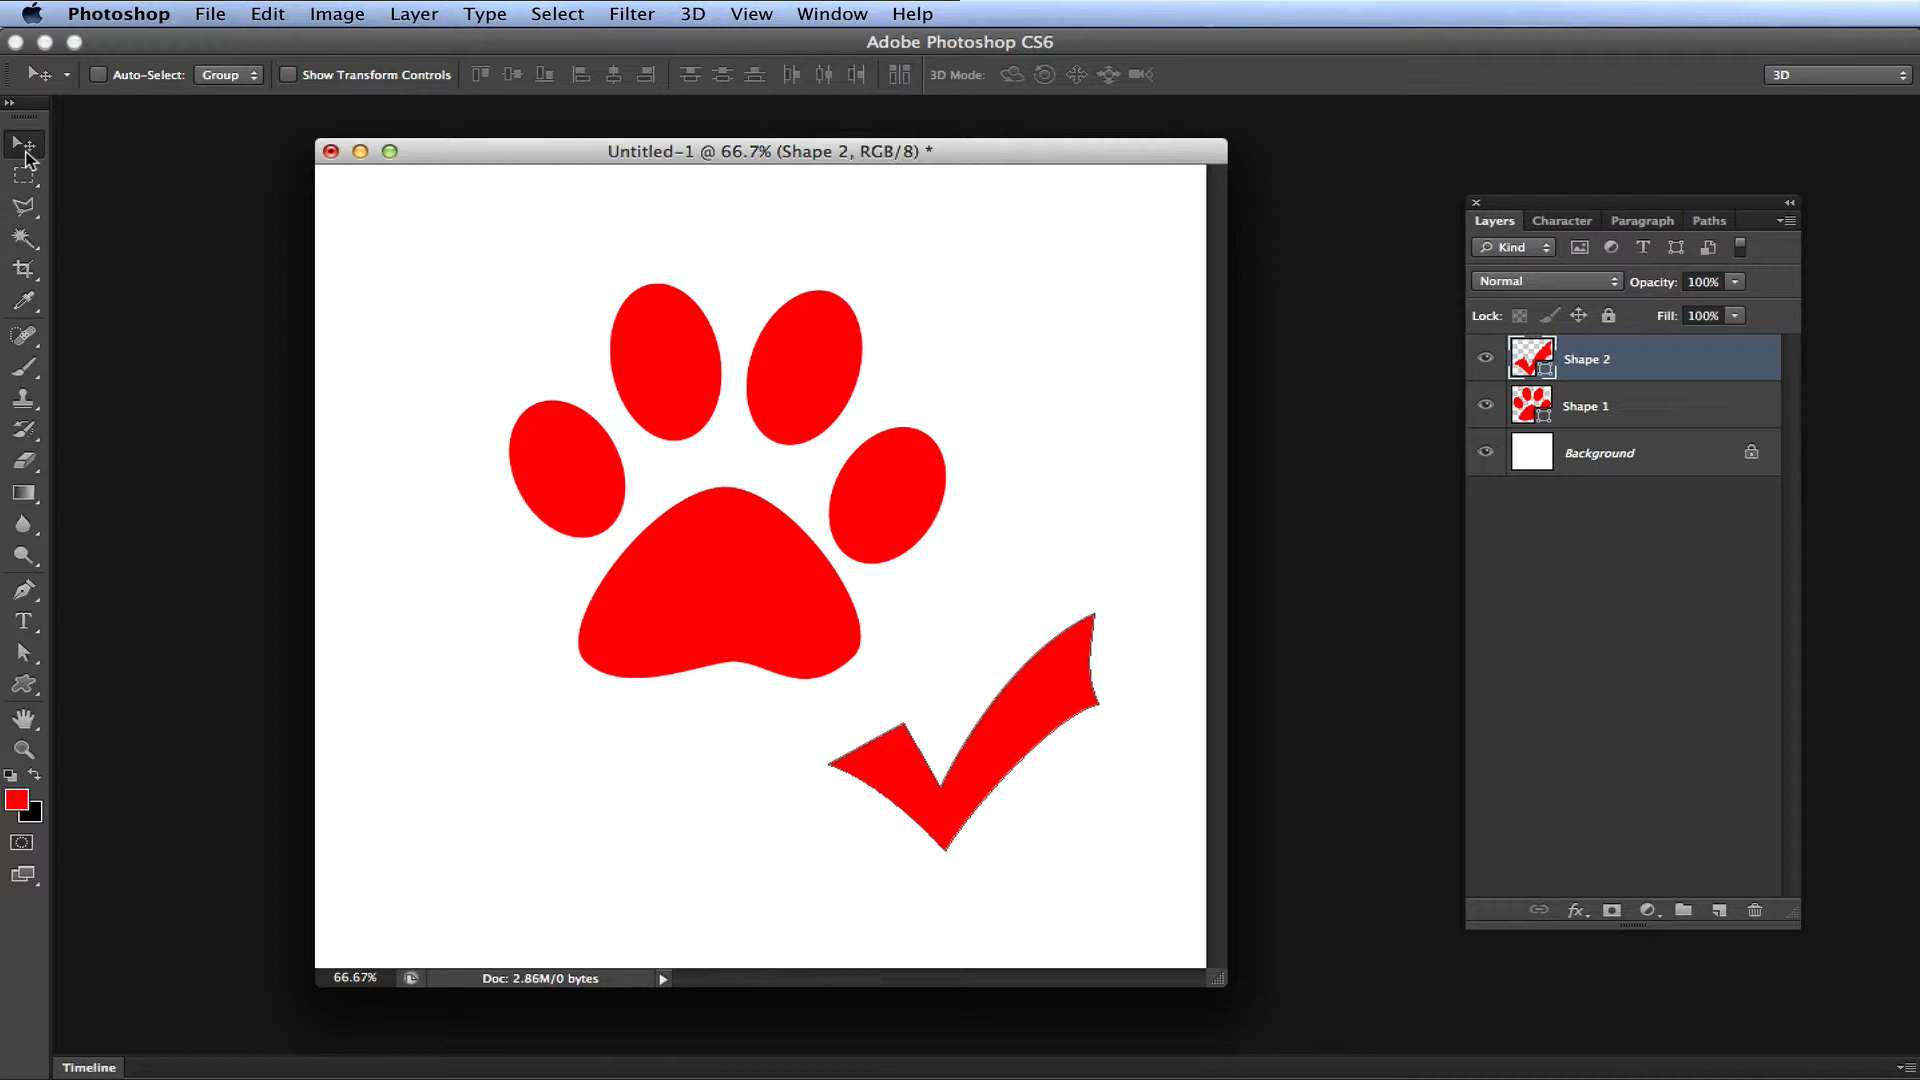 Photoshop File Edit Image Layer Type Select Filter 3D View Window Help
Adobe Photoshop CS6
Auto-Select: Group Show Transform Controls 3D Mode: 3D
Untitled-1 @ 66.7% (Shape 2, RGB/8) *
Layers Character Paragraph Paths
Kind
Normal Opacity: 100%
Lock: Fill: 100%
Shape 2
Shape 1
Background
66.67% Doc: 2.86M/0 bytes
Timeline